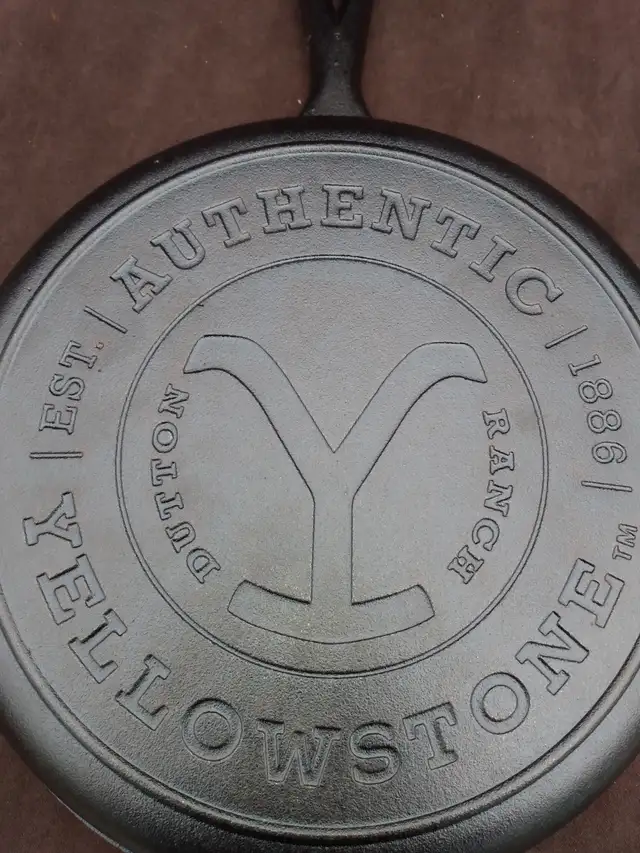 AUTHENTIC
| EST. |
| 1886 |
Y
DUTTON
RANCH
YELLOWSTONE™